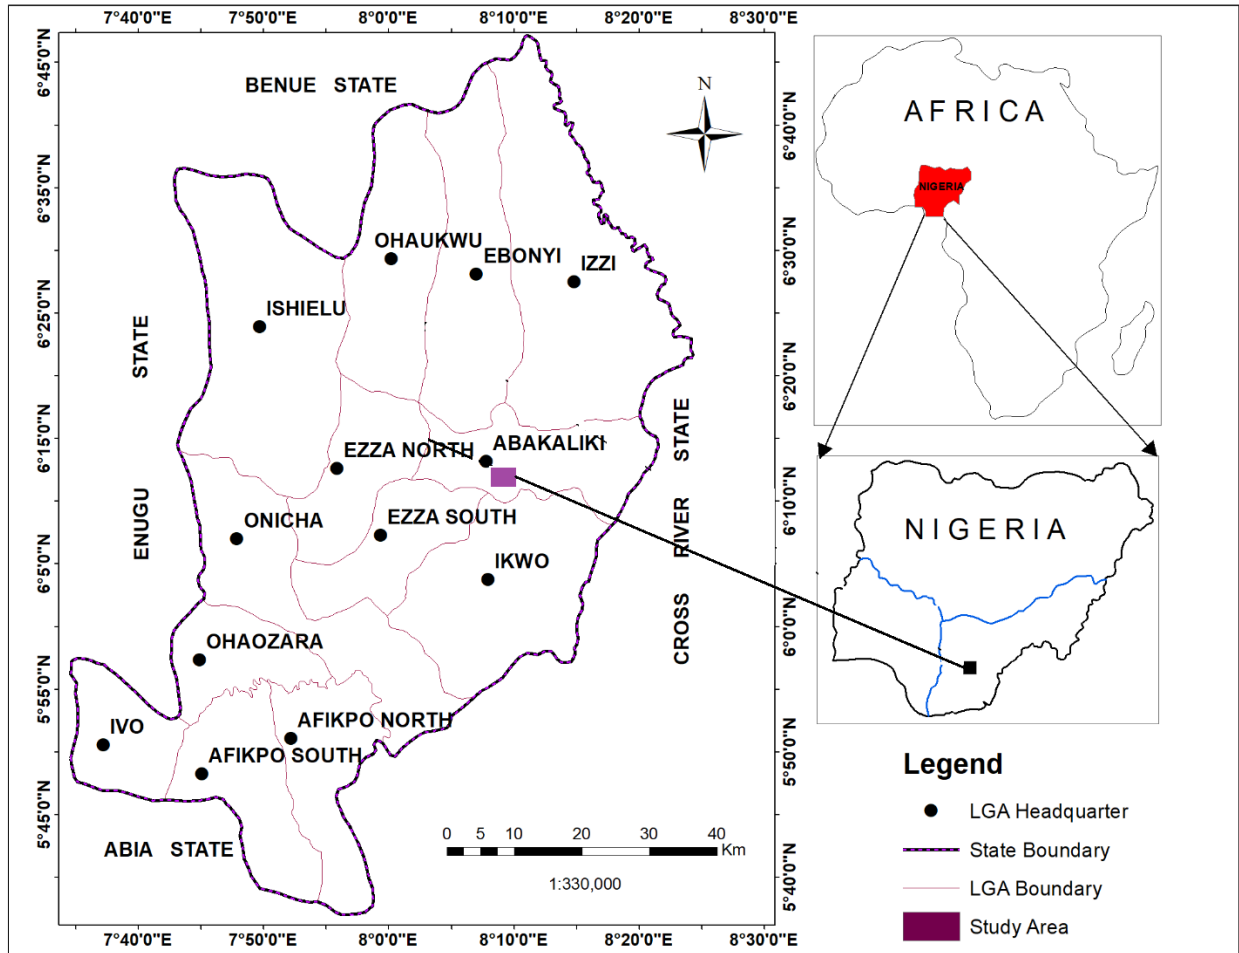 7°40'0"E 7°50'0"E 8°0'0"E 8°10'0"E 8°20'0"E 8°30'0"E
6°45'0"N
6°35'0"N
6°25'0"N
6°15'0"N
6°5'0"N
5°55'0"N
5°45'0"N
BENUE STATE
N
OHAUKWU
EBONYI
IZZI
ISHIELU
STATE
ENUGU
EZZA NORTH
ABAKALIKI
ONICHA
EZZA SOUTH
IKWO
CROSS RIVER STATE
OHAOZARA
IVO
AFIKPO NORTH
AFIKPO SOUTH
ABIA STATE
0 5 10 20 30 40
Km
1:330,000
6°40'0"N
6°30'0"N
6°20'0"N
6°10'0"N
6°0'0"N
5°50'0"N
5°40'0"N
7°40'0"E 7°50'0"E 8°0'0"E 8°10'0"E 8°20'0"E 8°30'0"E
AFRICA
NIGERIA
NIGERIA
Legend
LGA Headquarter
State Boundary
LGA Boundary
Study Area